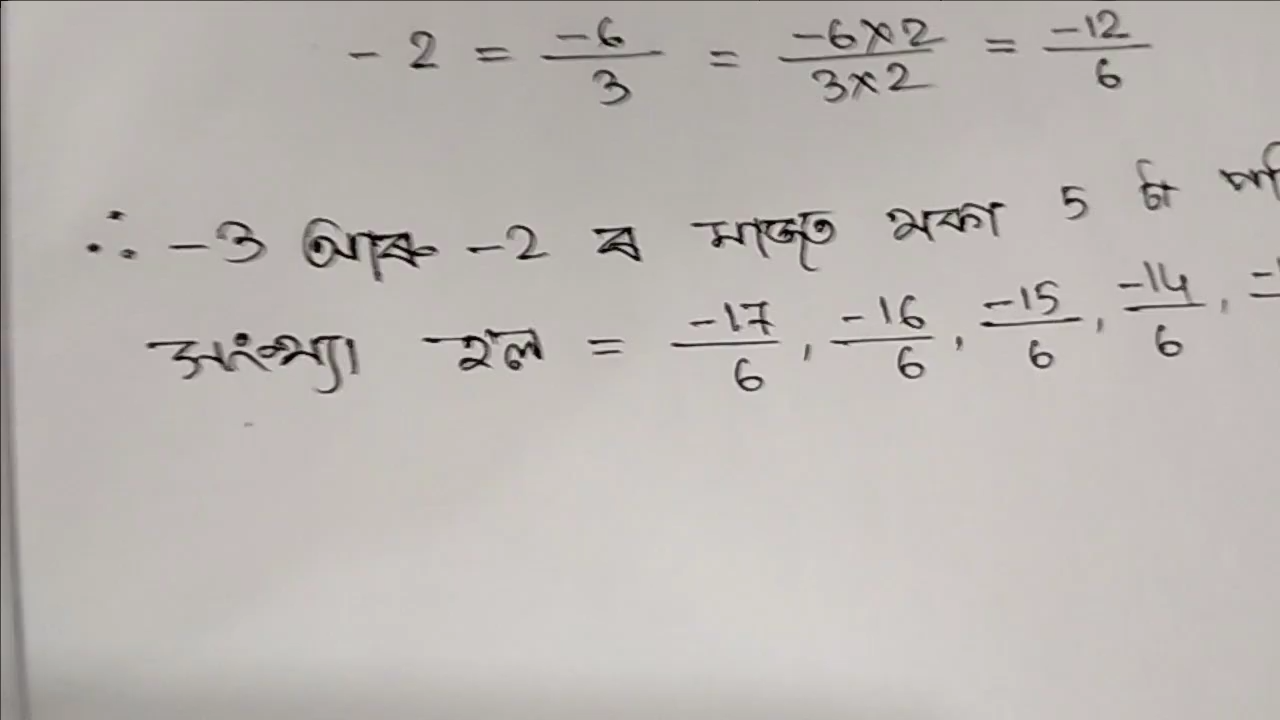 -2 = -6/3 = -6×2/3×2 = -12/6
∴ -3 আৰু -2 ৰ মাজত থকা 5 টা
সংখ্যা হল = -17/6, -16/6, -15/6, -14/6,